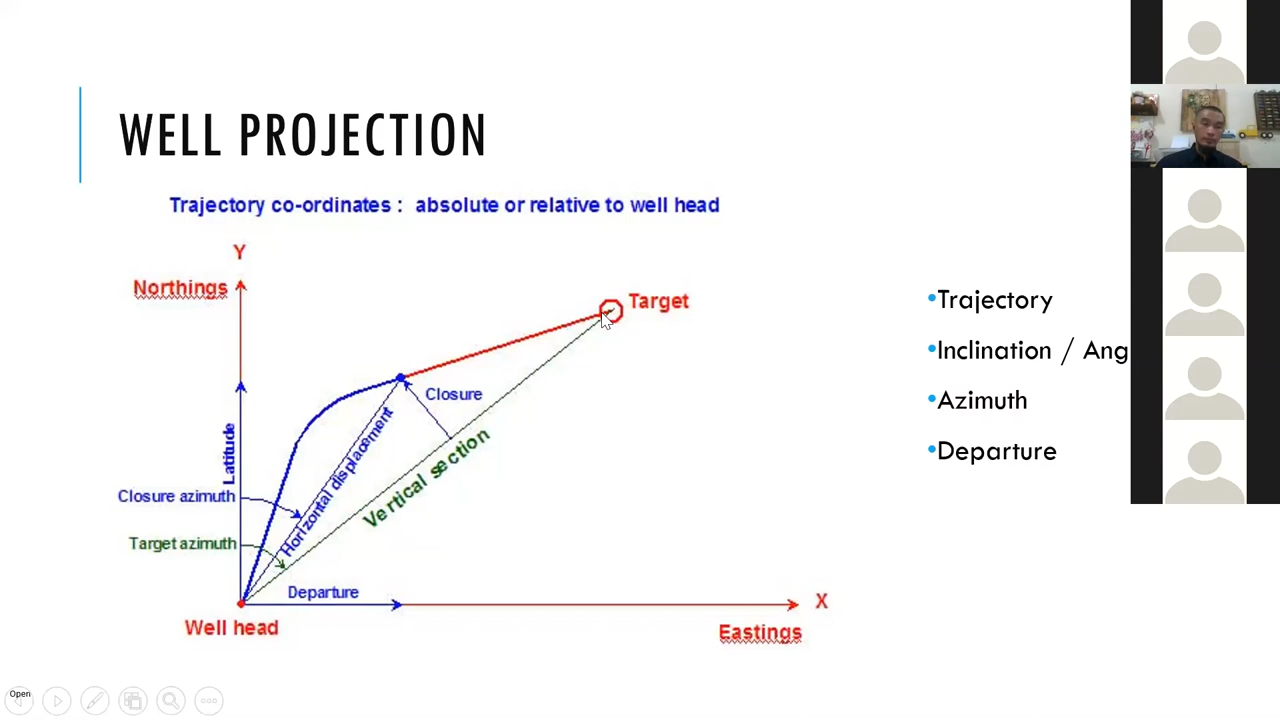 WELL PROJECTION
Trajectory co-ordinates : absolute or relative to well head
Y
Northings
Target
Closure
Latitude
Horizontal displacement
Vertical section
Closure azimuth
Target azimuth
Departure
X
Well head
Eastings
•Trajectory
•Inclination / Ang
•Azimuth
•Departure
Open